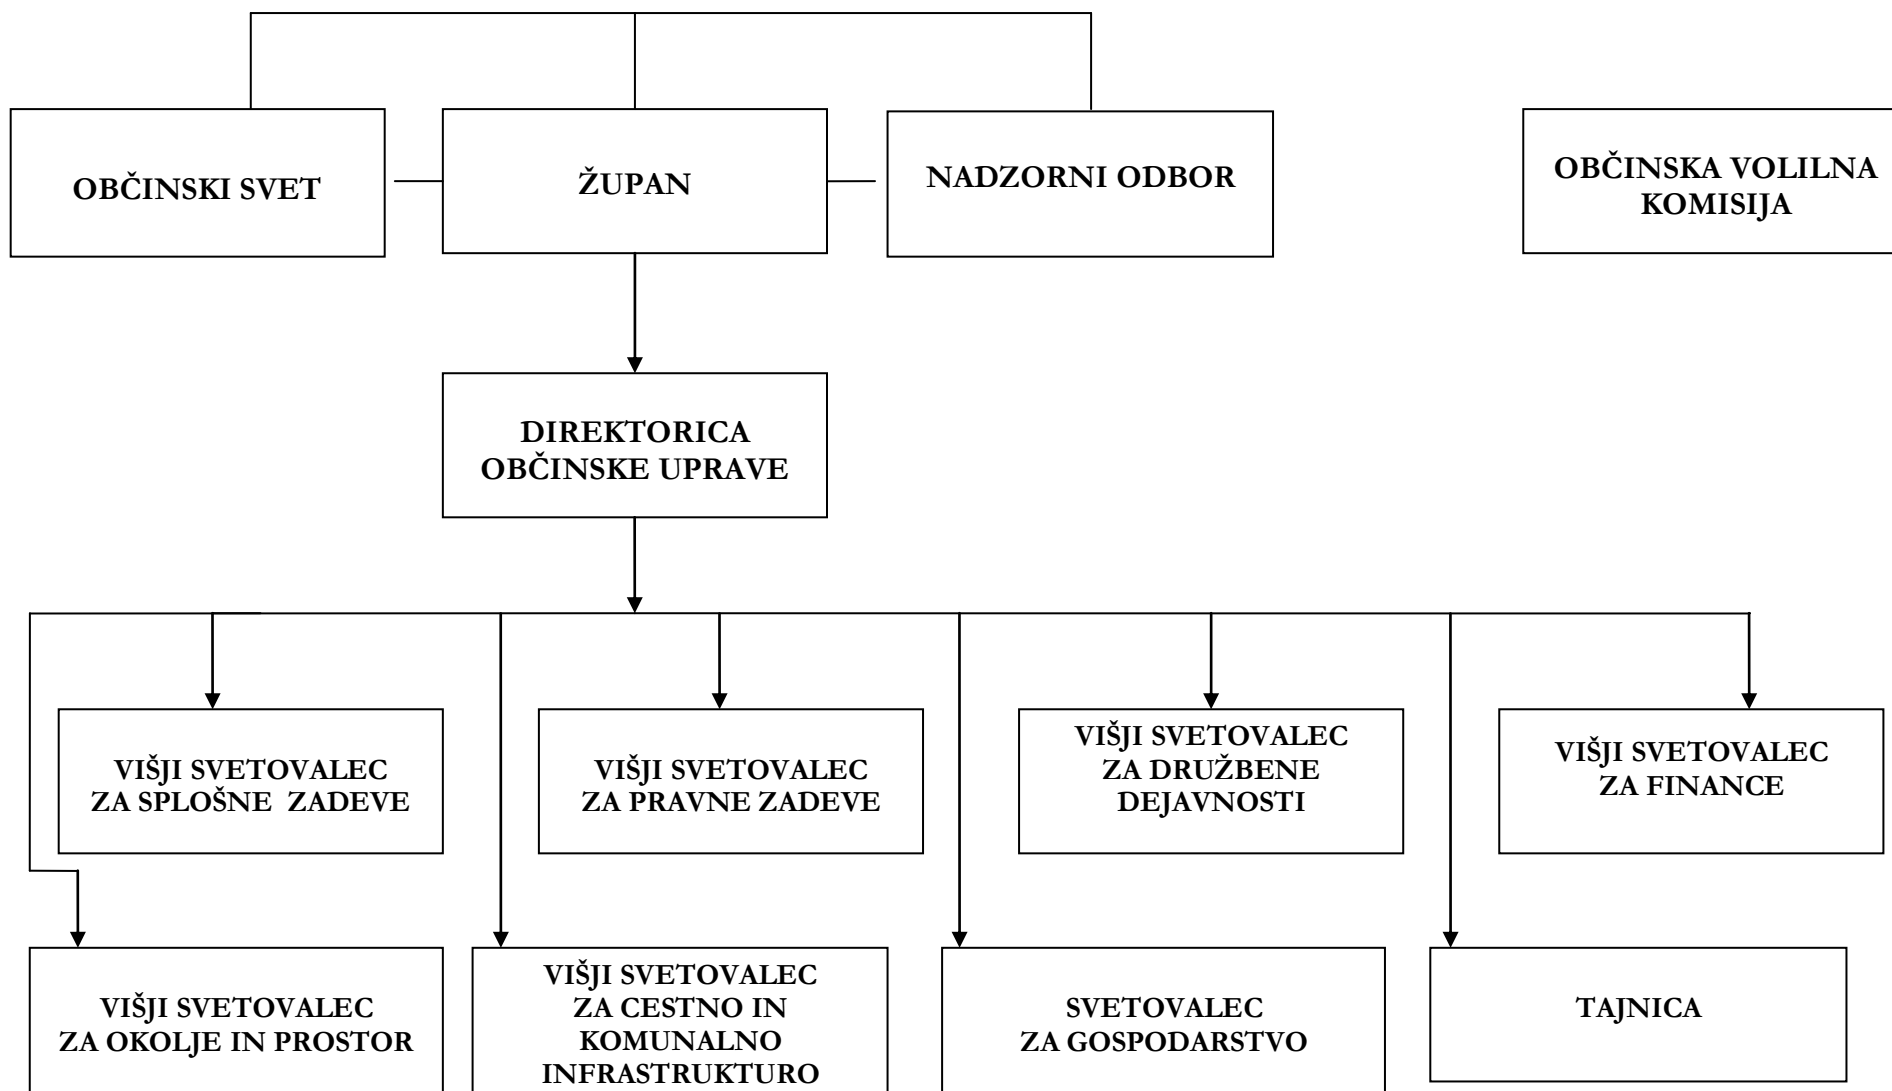 OBČINSKI SVET
ŽUPAN
NADZORNI ODBOR
OBČINSKA VOLILNA
KOMISIJA
DIREKTORICA
OBČINSKE UPRAVE
VIŠJI SVETOVALEC
ZA SPLOŠNE ZADEVE
VIŠJI SVETOVALEC
ZA PRAVNE ZADEVE
VIŠJI SVETOVALEC
ZA DRUŽBENE
DEJAVNOSTI
VIŠJI SVETOVALEC
ZA FINANCE
VIŠJI SVETOVALEC
ZA OKOLJE IN PROSTOR
VIŠJI SVETOVALEC
ZA CESTNO IN
KOMUNALNO
INFRASTRUKTURO
SVETOVALEC
ZA GOSPODARSTVO
TAJNICA